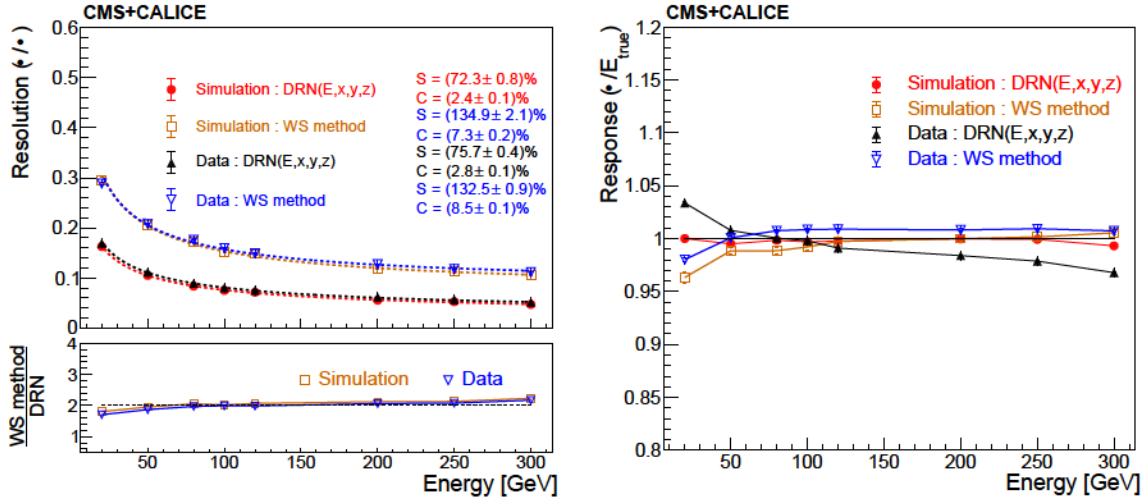 CMS+CALICE
Resolution (•/•)
0.6
0.5
0.4
0.3
0.2
0.1
0
Simulation : DRN(E,x,y,z)
Simulation : WS method
Data : DRN(E,x,y,z)
Data : WS method
S = (72.3± 0.8)%
C = (2.4± 0.1)%
S = (134.9± 2.1)%
C = (7.3± 0.2)%
S = (75.7± 0.4)%
C = (2.8± 0.1)%
S = (132.5± 0.9)%
C = (8.5± 0.1)%
WS method
DRN
4
3
2
1
Simulation
Data
50 100 150 200 250 300
Energy [GeV]
CMS+CALICE
Response (•/E_true)
1.2
1.15
1.1
1.05
1
0.95
0.9
0.85
0.8
Simulation : DRN(E,x,y,z)
Simulation : WS method
Data : DRN(E,x,y,z)
Data : WS method
50 100 150 200 250 300
Energy [GeV]